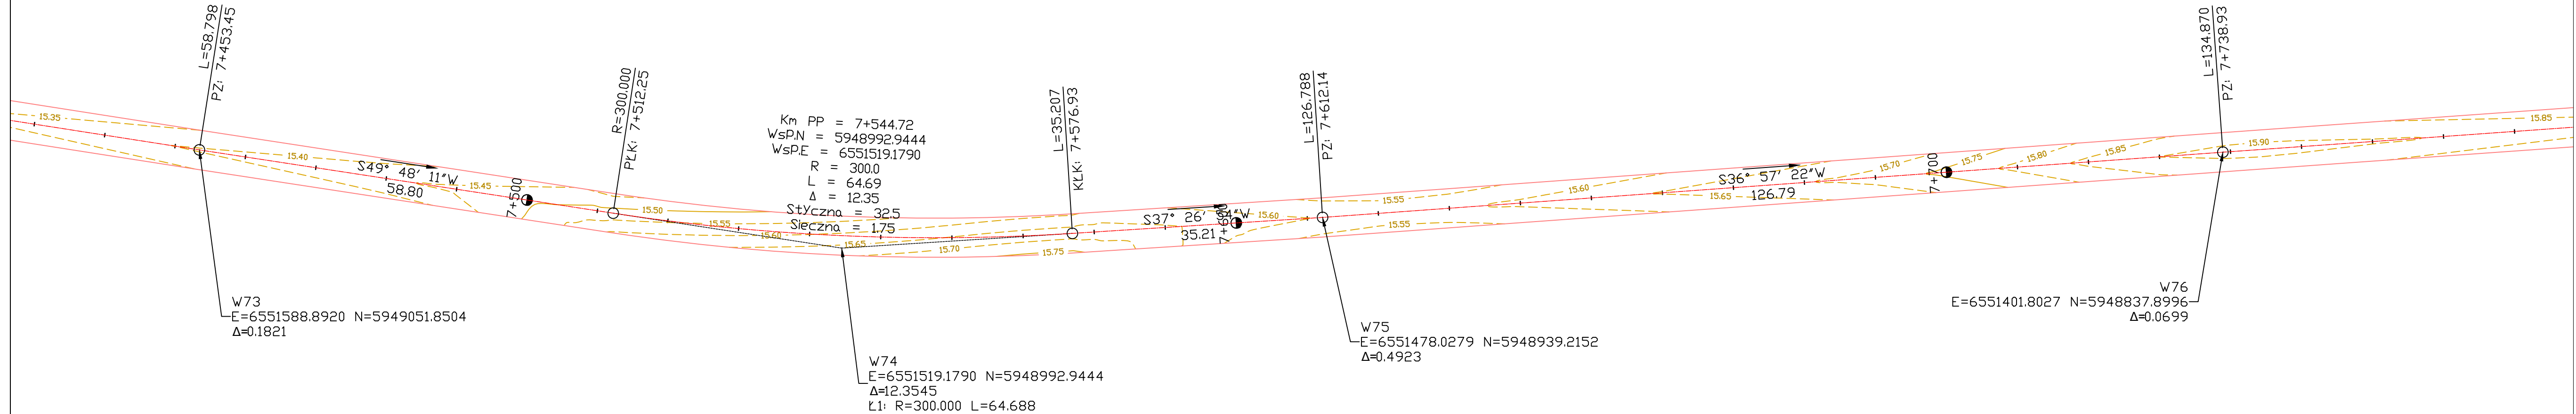 L=58.798
PZ: 7+453.45
15.35
15.40
S49° 48' 11"W
58.80
15.45
7+500
R=300.000
PŁK: 7+512.25
15.50
15.55
15.60
Km PP = 7+544.72
Wsp.N = 5948992.9444
Wsp.E = 6551519.1790
R = 300.0
L = 64.69
Δ = 12.35
Styczna = 32.5
Sieczna = 1.75
15.65
15.70
15.75
L=35.207
KŁK: 7+576.93
S37° 26' 34"W
35.21
7+600
15.60
L=126.788
PZ: 7+612.14
15.55
15.55
15.60
S36° 57' 22"W
126.79
15.65
15.70
7+700
15.75
15.80
15.85
L=134.870
PZ: 7+738.93
15.90
15.85
W73
E=6551588.8920 N=5949051.8504
Δ=0.1821
W74
E=6551519.1790 N=5948992.9444
Δ=12.3545
Ł1: R=300.000 L=64.688
W75
E=6551478.0279 N=5948939.2152
Δ=0.4923
W76
E=6551401.8027 N=5948837.8996
Δ=0.0699